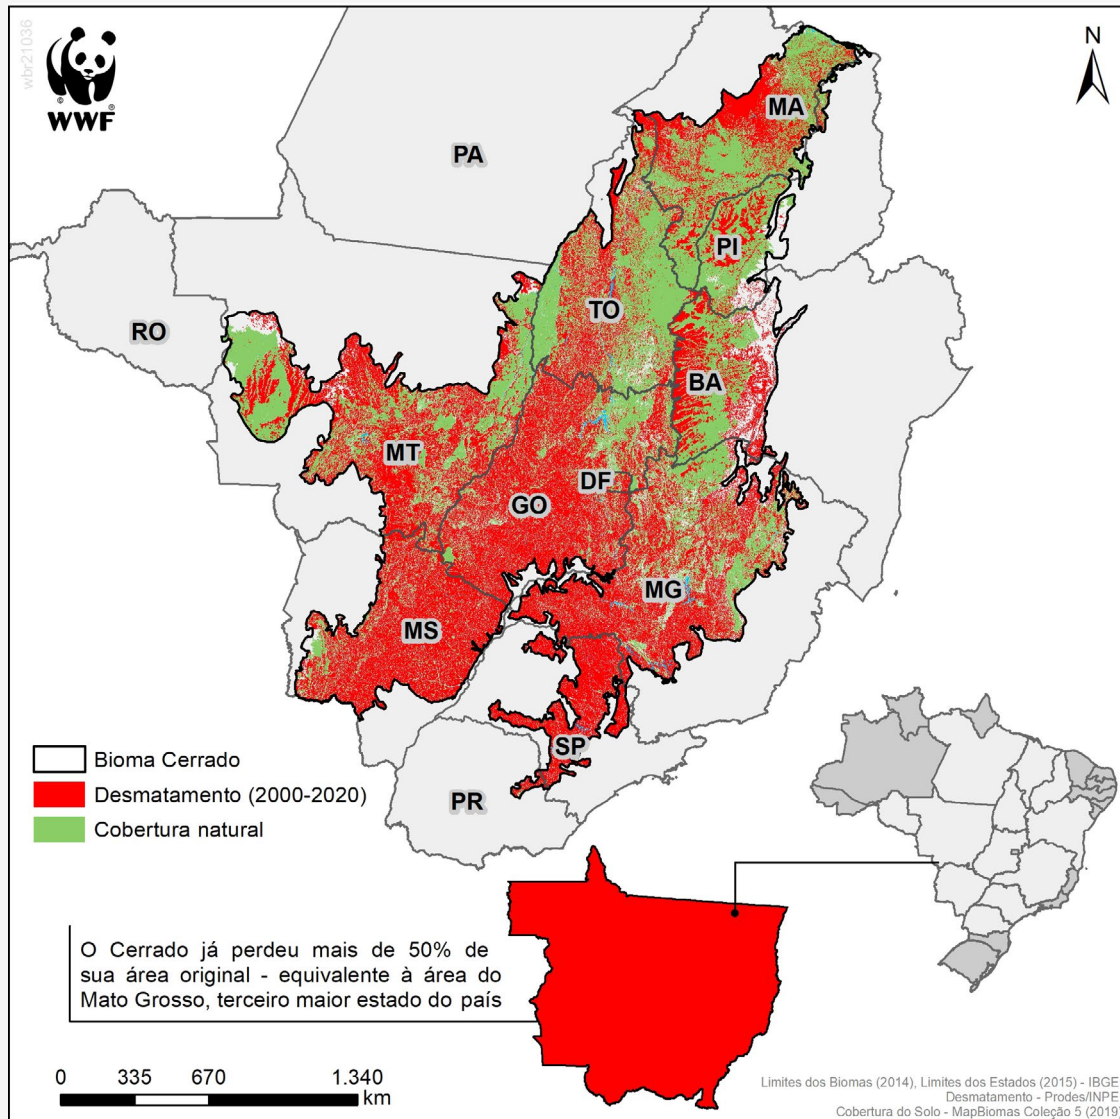 wbr21036
WWF
N
MA
PA
PI
TO
RO
BA
MT
DF
GO
MG
MS
SP
PR
Bioma Cerrado
Desmatamento (2000-2020)
Cobertura natural
O Cerrado já perdeu mais de 50% de
sua área original - equivalente à área do
Mato Grosso, terceiro maior estado do país
0 335 670 1.340
km
Limites dos Biomas (2014), Limites dos Estados (2015) - IBGE
Desmatamento - Prodes/INPE
Cobertura do Solo - MapBiomas Coleção 5 (2019